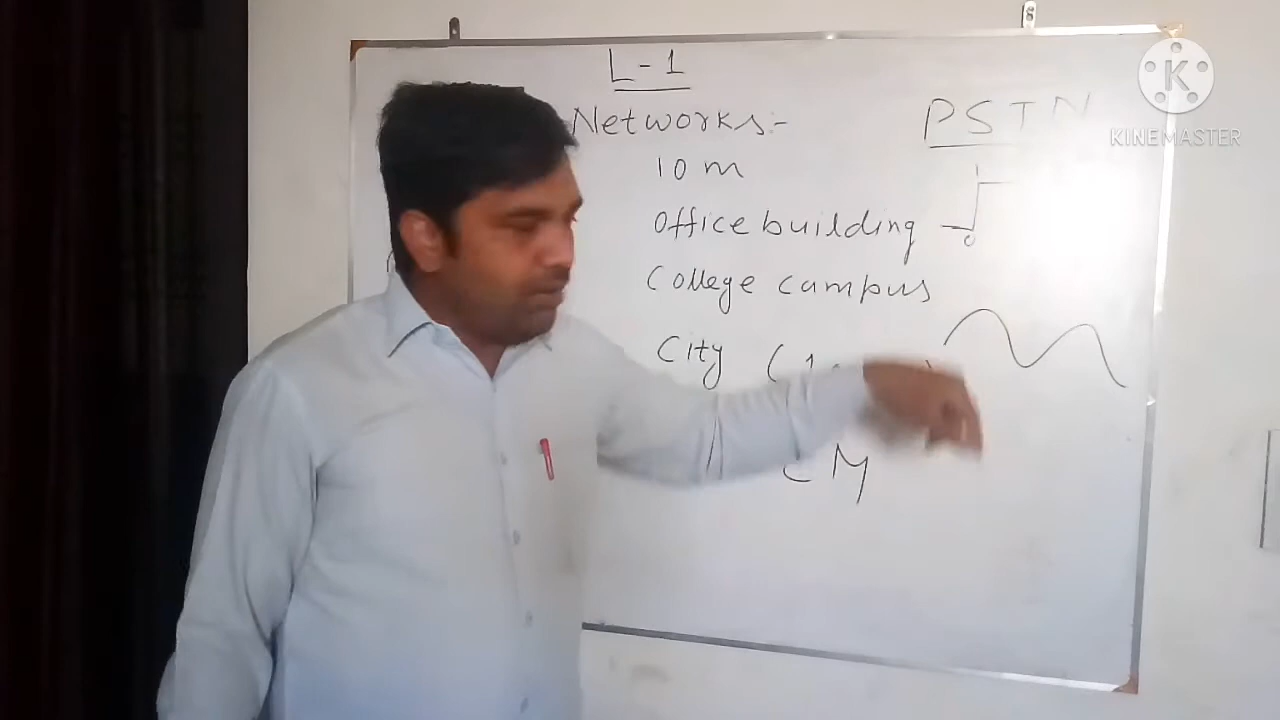 L-1
Networks:-
PSTN
10 m
Office building
College campus
City
K
KINEMASTER